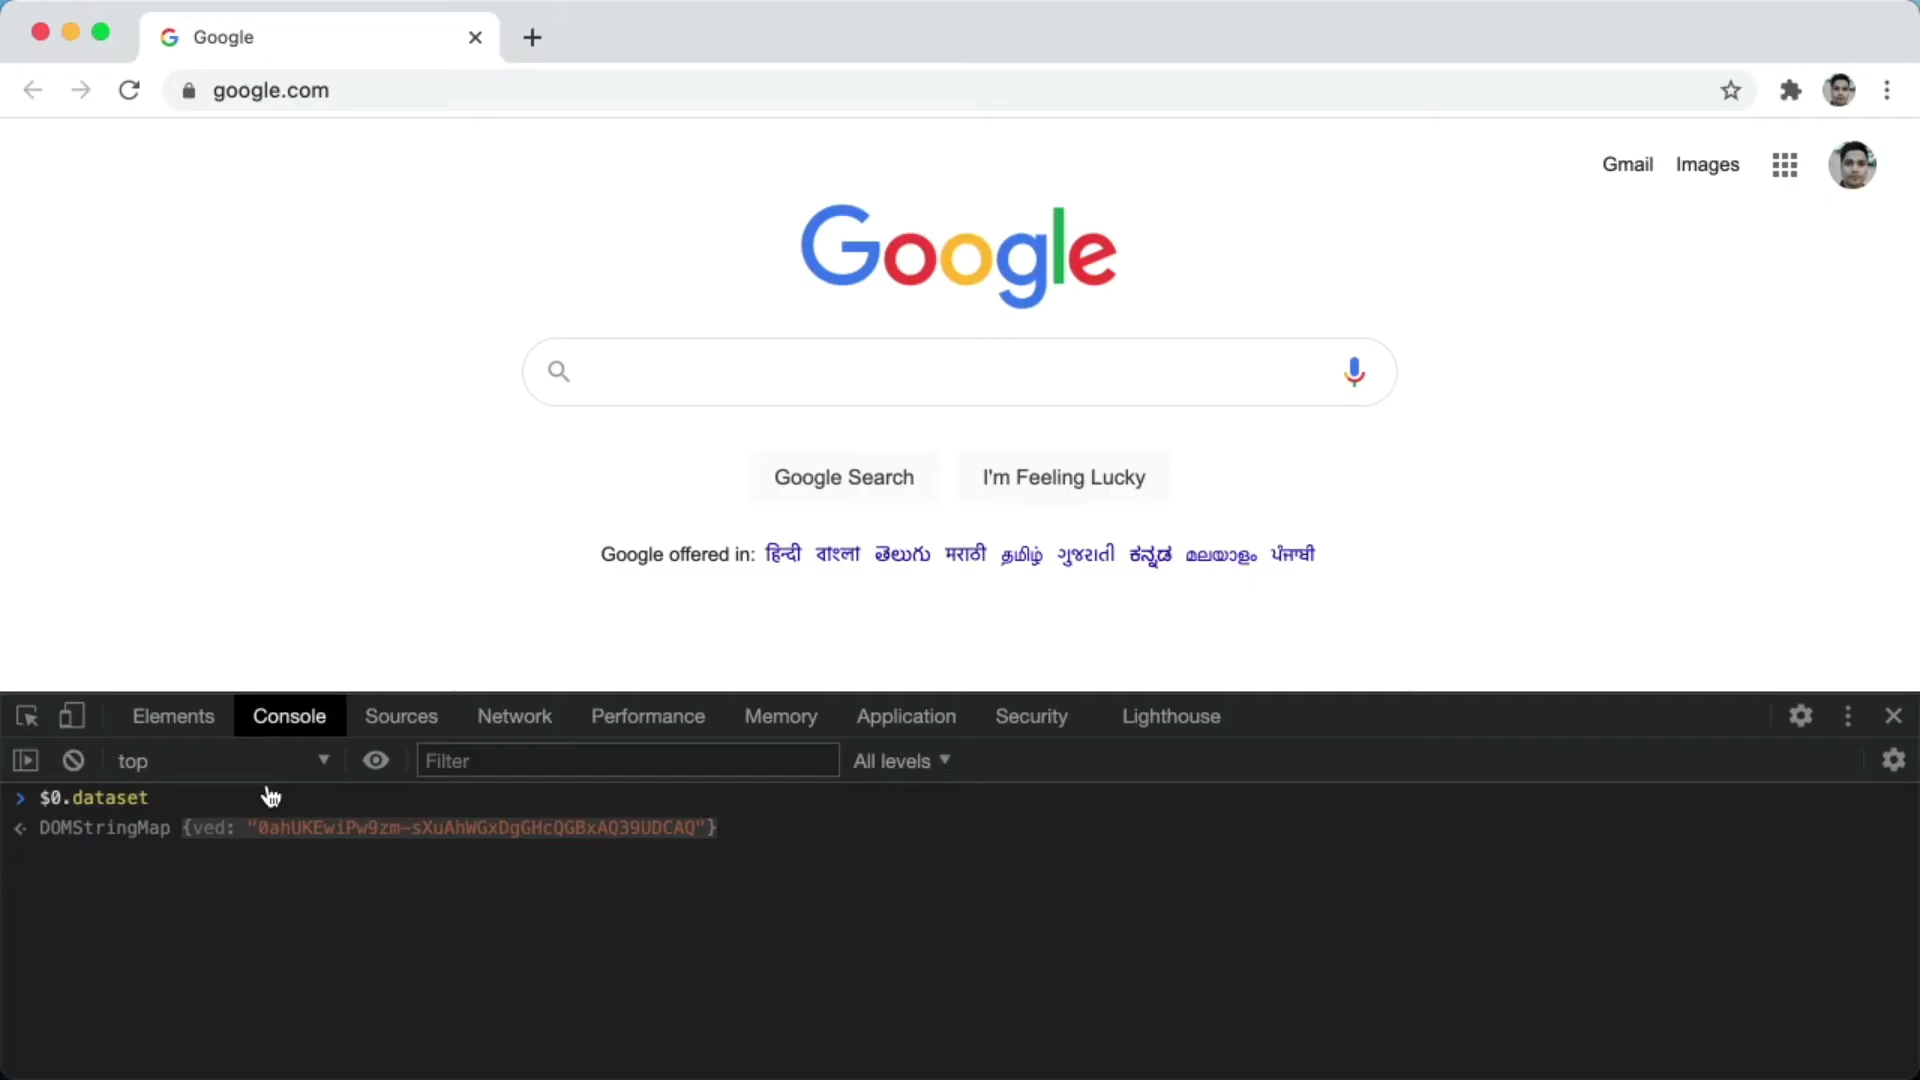 Google
google.com
Gmail Images
Google
Google Search I'm Feeling Lucky
Google offered in: हिन्दी বাংলা తెలుగు मराठी தமிழ் ગુજરાતી ಕನ್ನಡ മലയാളം ਪੰਜਾਬੀ
Elements Console Sources Network Performance Memory Application Security Lighthouse
top Filter All levels
$0.dataset
DOMStringMap {ved: "0ahUKEwiPw9zm-sXuAhWGxDgGHcQGBxAQ39UDCAQ"}